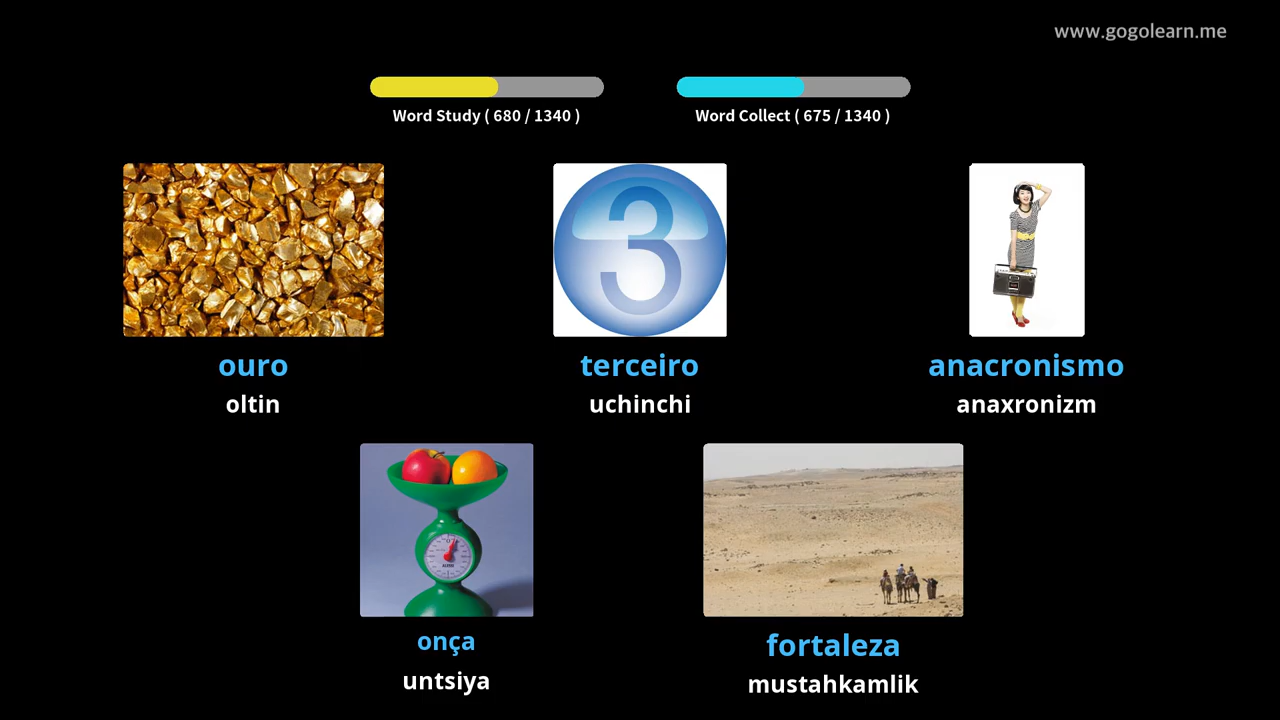 www.gogolearn.me
Word Study ( 680 / 1340 )
Word Collect ( 675 / 1340 )
3
ouro
terceiro
anacronismo
oltin
uchinchi
anaxronizm
onça
fortaleza
untsiya
mustahkamlik